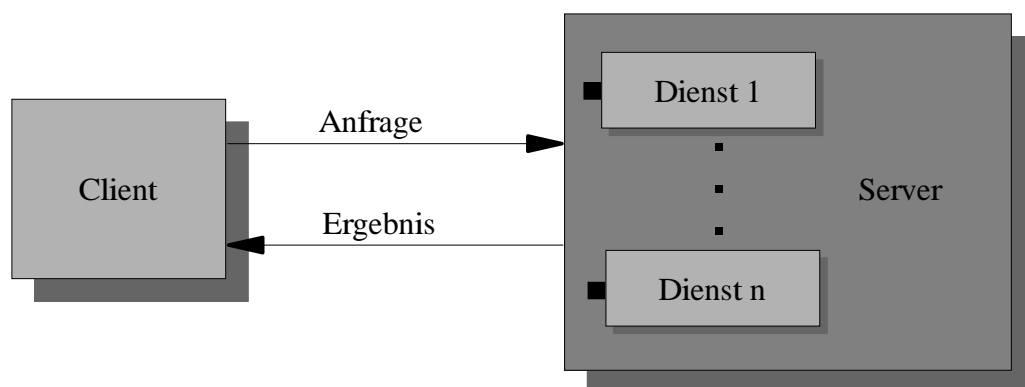 Client
Anfrage
Ergebnis
Dienst 1
Dienst n
Server